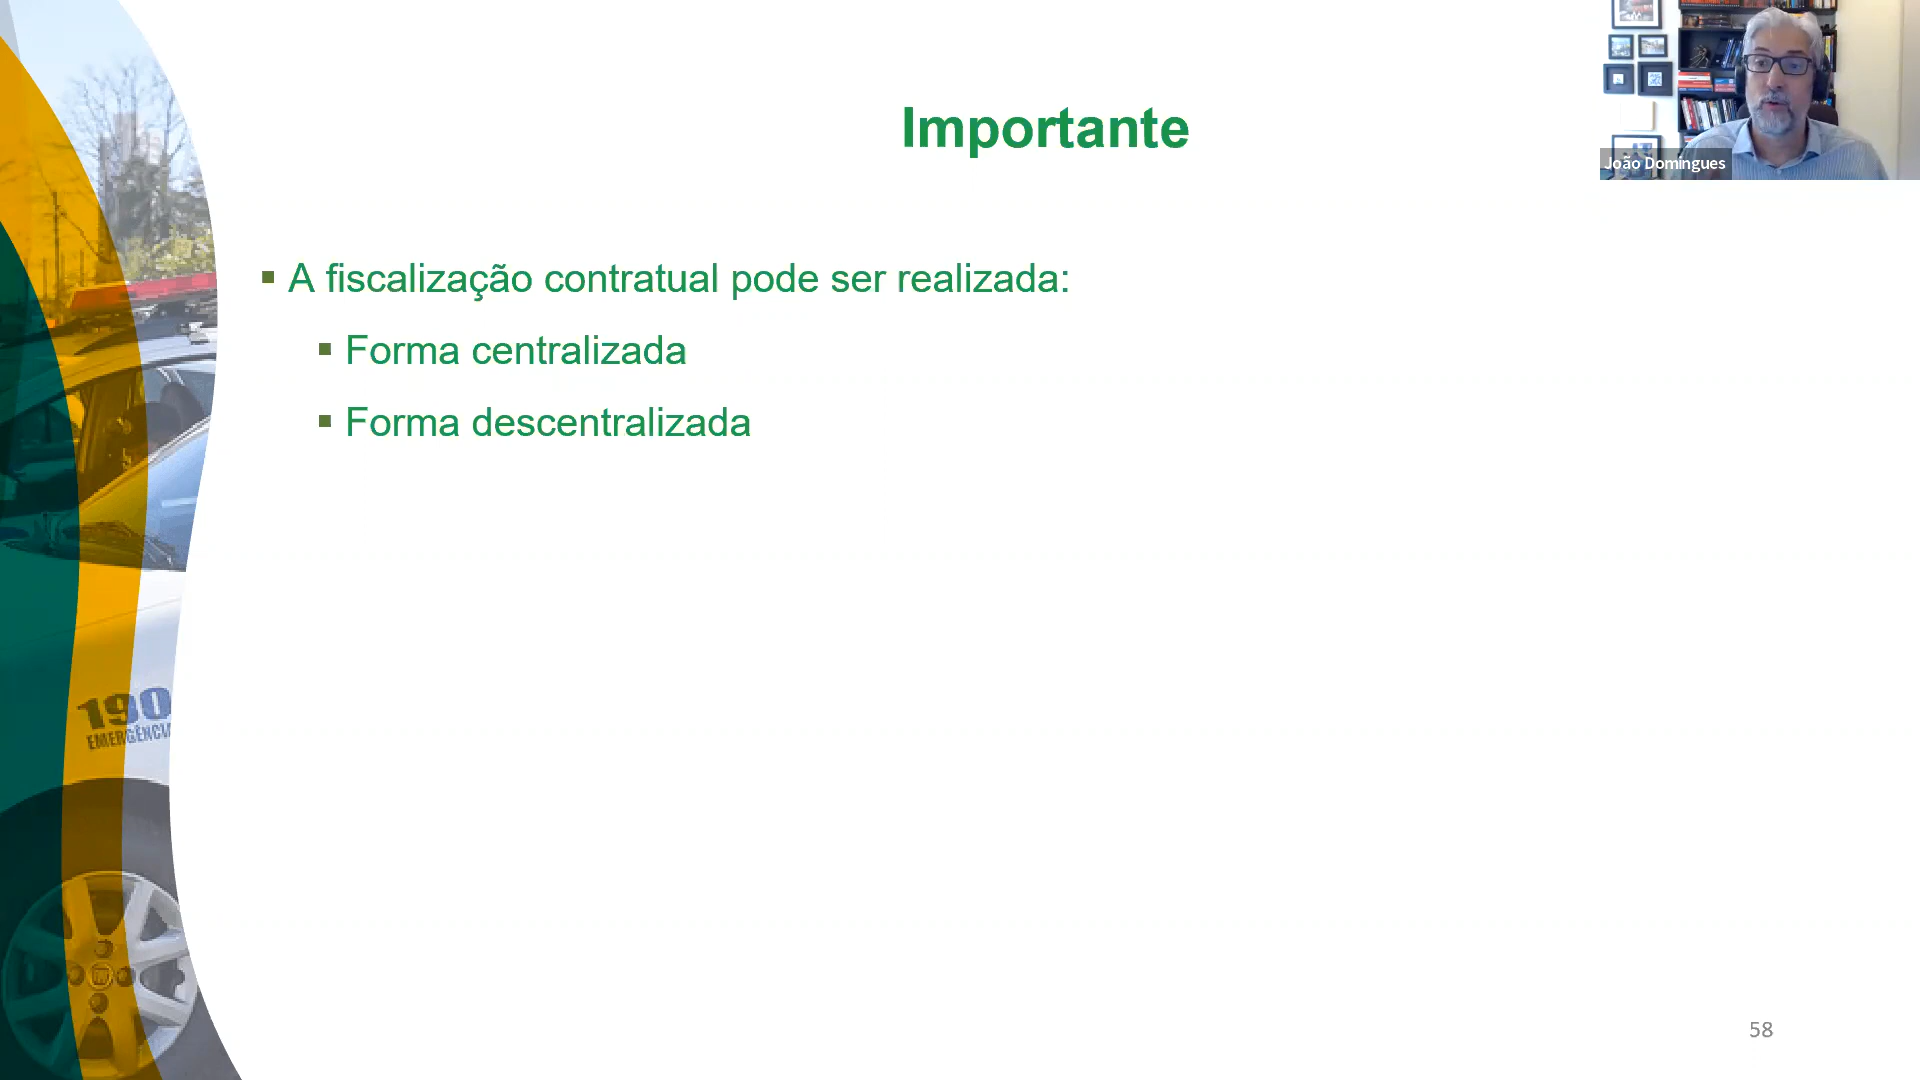 Importante
João Domingues
A fiscalização contratual pode ser realizada:
Forma centralizada
Forma descentralizada
190
EMERGÊNCIA
58